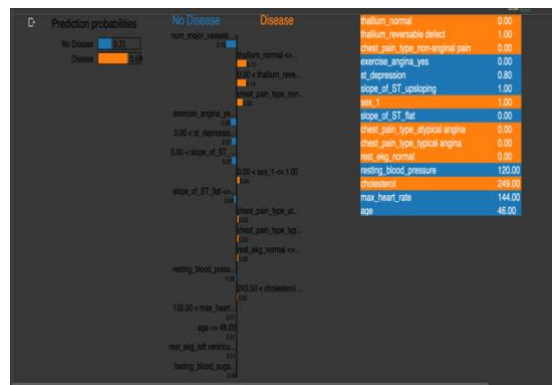 Prediction probabilities
No Disease 0.31
Disease 0.69
No Disease Disease
num_major_vessels ...
thallium_normal <=...
0.00 < thallium_reve...
chest_pain_type_non...
exercise_angina_ye...
0.00 < st_depressio...
0.00 < slope_of_ST_...
0.00 < sex_1 <= 1.00
slope_of_ST_flat <=...
chest_pain_type_at...
chest_pain_type_typ...
rest_ekg_normal <=...
resting_blood_press...
243.50 < cholesterol ...
132.00 < max_heart...
age <= 48.00
rest_ekg_left ventricu...
fasting_blood_suga...
thallium_normal 0.00
thallium_reversable defect 1.00
chest_pain_type_non-anginal pain 0.00
exercise_angina_yes 0.00
st_depression 0.80
slope_of_ST_upsloping 1.00
sex_1 1.00
slope_of_ST_flat 0.00
chest_pain_type_atypical angina 0.00
chest_pain_type_typical angina 0.00
rest_ekg_normal 0.00
resting_blood_pressure 120.00
cholesterol 249.00
max_heart_rate 144.00
age 46.00